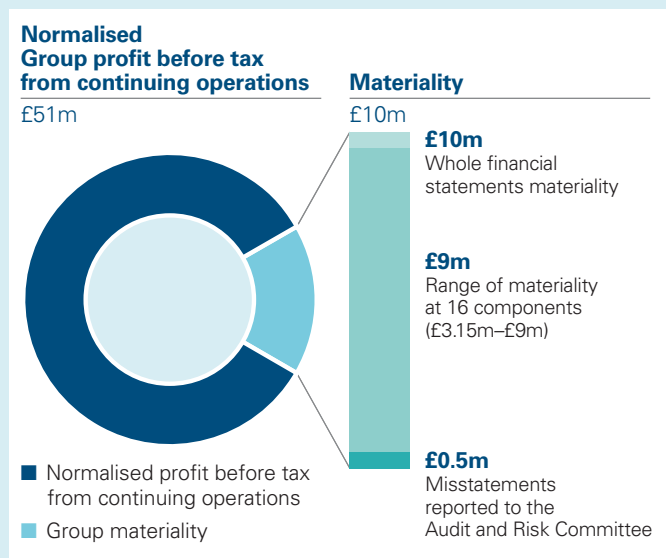 Normalised
Group profit before tax
from continuing operations
£51m
Materiality
£10m
£10m
Whole financial
statements materiality
£9m
Range of materiality
at 16 components
(£3.15m–£9m)
£0.5m
Misstatements
reported to the
Audit and Risk Committee
Normalised profit before tax
from continuing operations
Group materiality